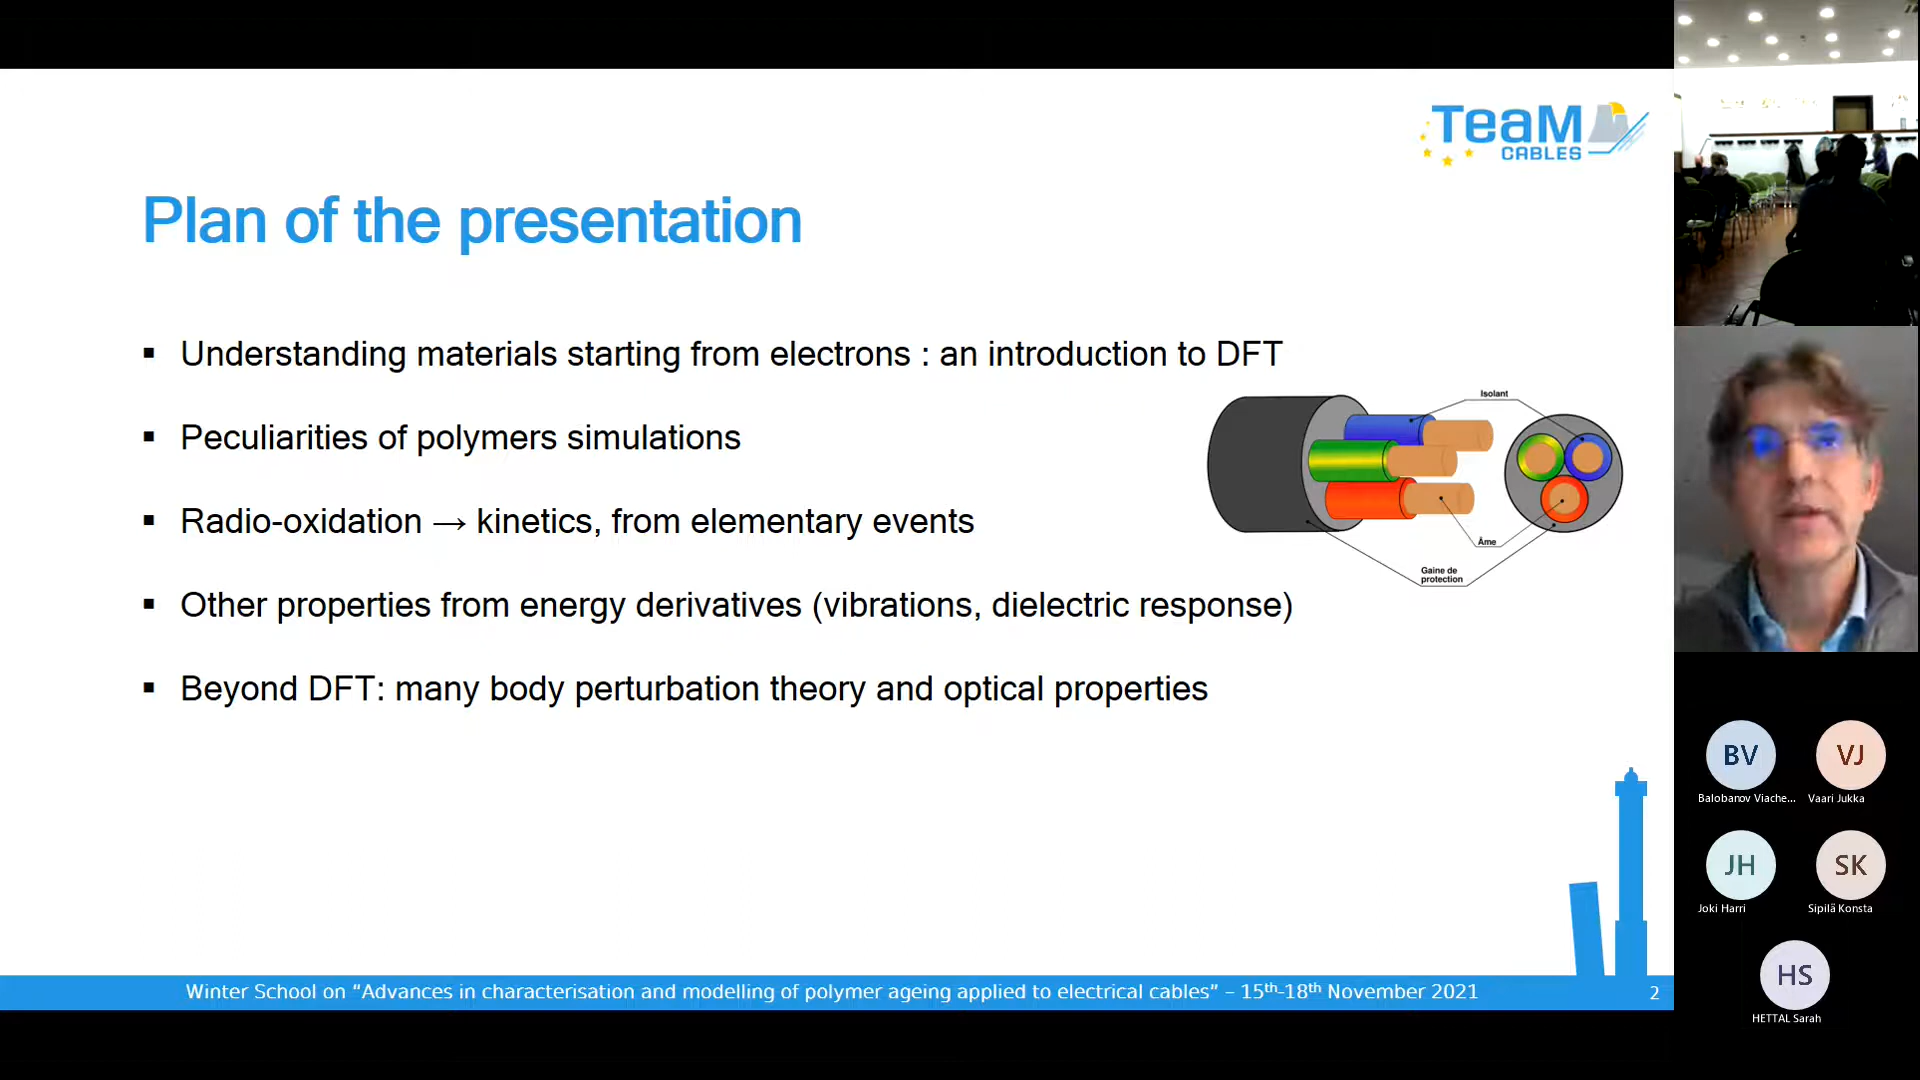 TeaM
CABLES
Plan of the presentation
▪ Understanding materials starting from electrons : an introduction to DFT
▪ Peculiarities of polymers simulations
▪ Radio-oxidation → kinetics, from elementary events
▪ Other properties from energy derivatives (vibrations, dielectric response)
▪ Beyond DFT: many body perturbation theory and optical properties
Isolant
Âme
Gaine de
protection
Winter School on “Advances in characterisation and modelling of polymer ageing applied to electrical cables” – 15th-18th November 2021
2
BV
Balobanov Viache...
VJ
Vaari Jukka
JH
Joki Harri
SK
Sipilä Konsta
HS
HETTAL Sarah